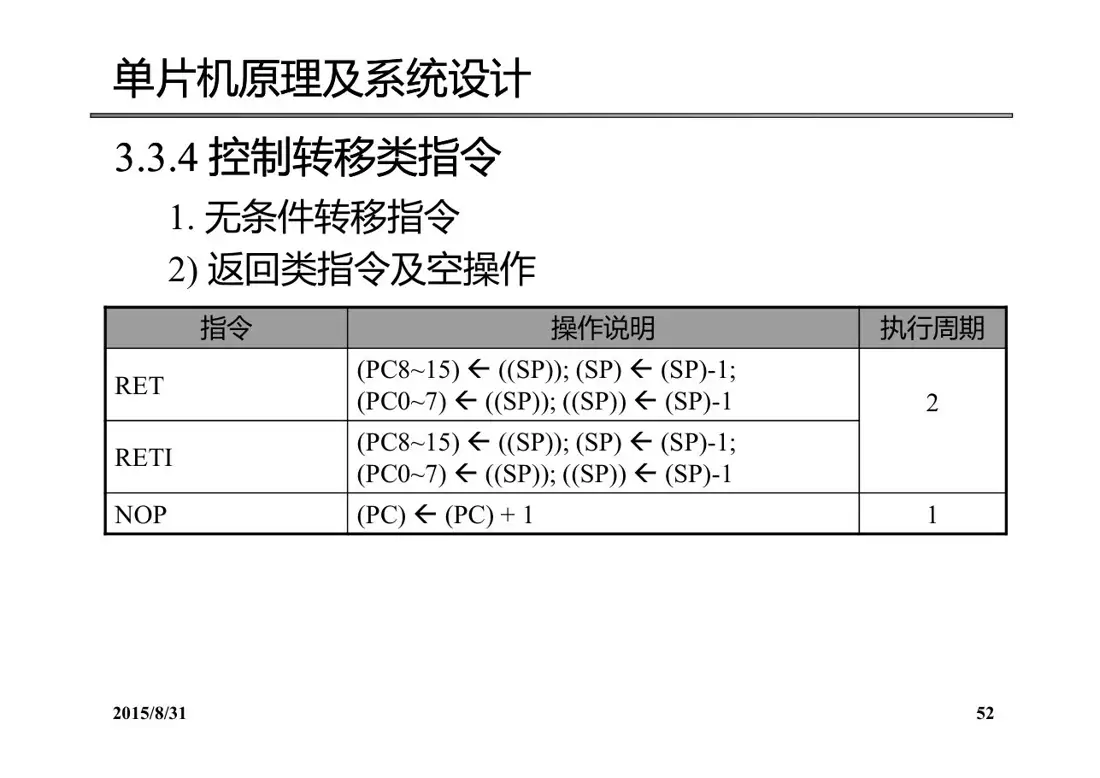 单片机原理及系统设计
3.3.4 控制转移类指令
1. 无条件转移指令
2) 返回类指令及空操作
指令 操作说明 执行周期
RET (PC8~15) ← ((SP)); (SP) ← (SP)-1;
(PC0~7) ← ((SP)); ((SP)) ← (SP)-1 2
RETI (PC8~15) ← ((SP)); (SP) ← (SP)-1;
(PC0~7) ← ((SP)); ((SP)) ← (SP)-1
NOP (PC) ← (PC) + 1 1
2015/8/31 52